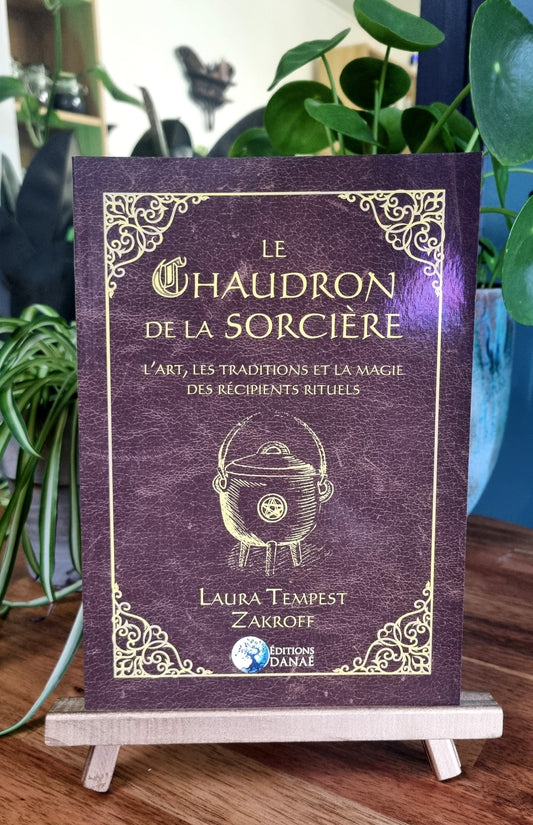 LE
CHAUDRON
DE LA SORCIÈRE
L'ART, LES TRADITIONS ET LA MAGIE
DES RÉCIPIENTS RITUELS
LAURA TEMPEST
ZAKROFF
ÉDITIONS
DANAÉ